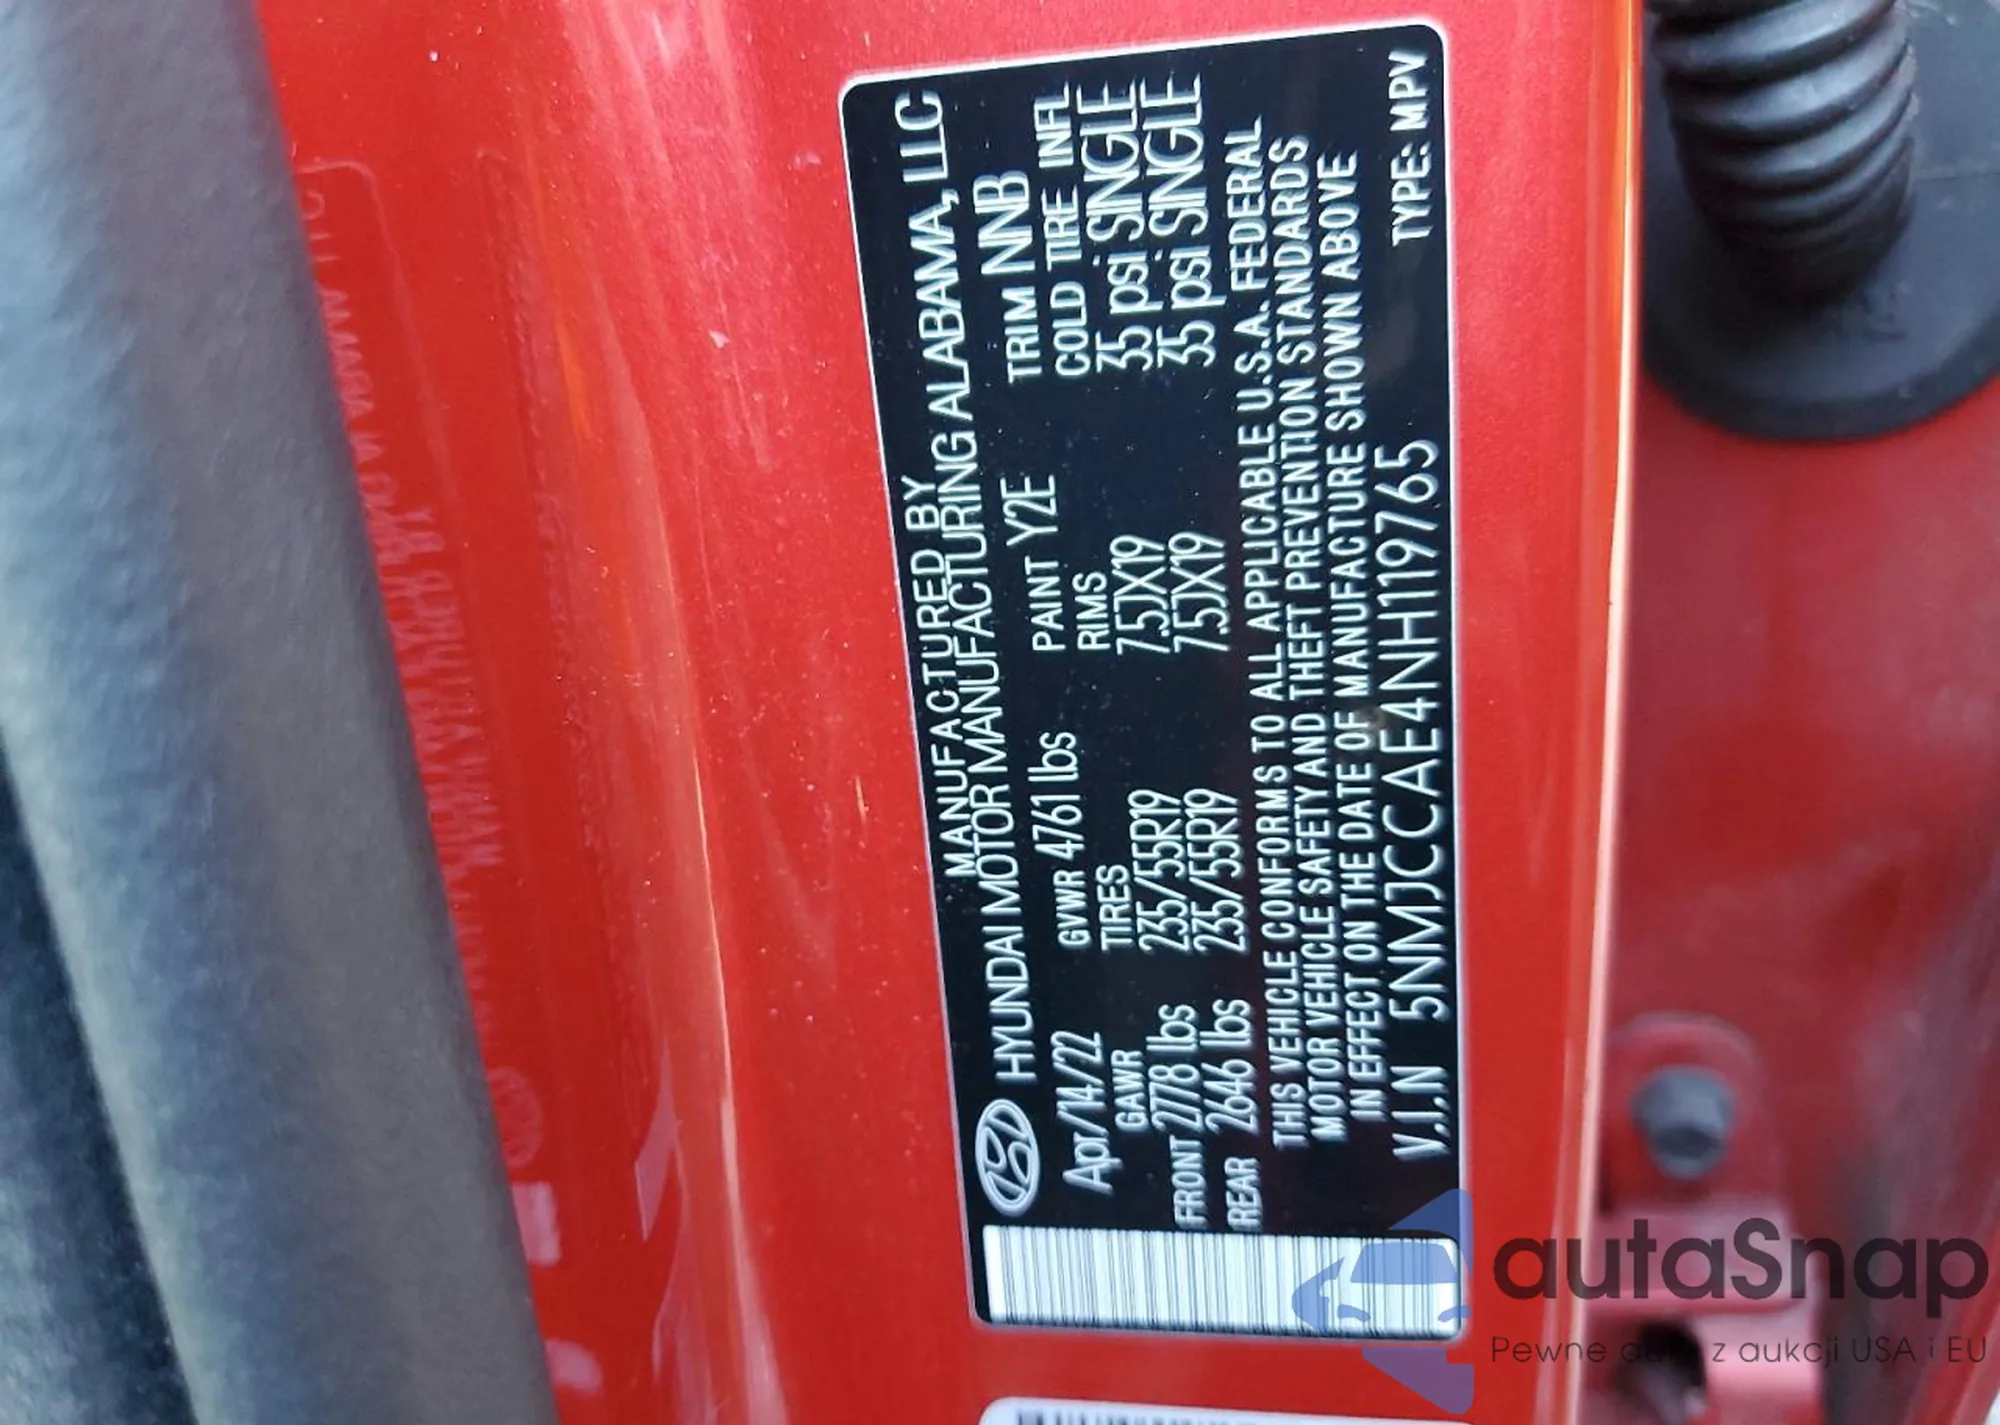 MANUFACTURED BY
HYUNDAI MOTOR MANUFACTURING ALABAMA, LLC
Apr/14/22 GVWR 4761 lbs PAINT Y2E TRIM NNB
GAWR TIRES RIMS COLD TIRE INFL
FRONT 2778 lbs 235/55R19 7.5JX19 35 psi SINGLE
REAR 2646 lbs 235/55R19 7.5JX19 35 psi SINGLE
THIS VEHICLE CONFORMS TO ALL APPLICABLE U.S.A. FEDERAL
MOTOR VEHICLE SAFETY AND THEFT PREVENTION STANDARDS
IN EFFECT ON THE DATE OF MANUFACTURE SHOWN ABOVE
V.I.N 5NMJCCAE4NH119765 TYPE: MPV
autaSnap
Pewne auta z aukcji USA i EU